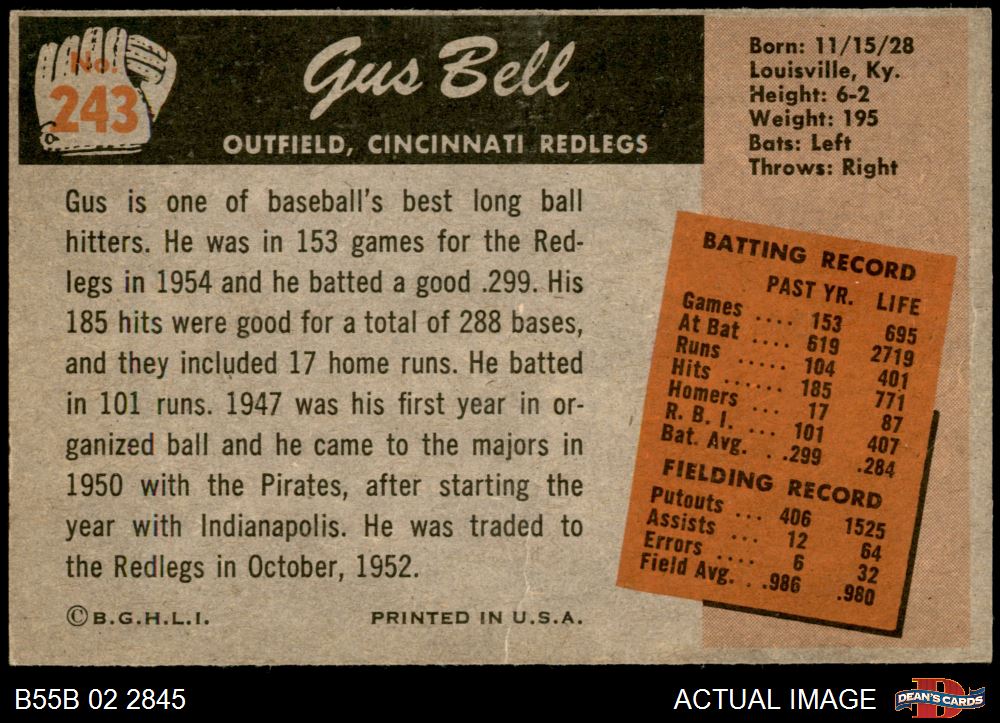 No.
243
Gus Bell
OUTFIELD, CINCINNATI REDLEGS
Born: 11/15/28
Louisville, Ky.
Height: 6-2
Weight: 195
Bats: Left
Throws: Right
Gus is one of baseball's best long ball
hitters. He was in 153 games for the Red-
legs in 1954 and he batted a good .299. His
185 hits were good for a total of 288 bases,
and they included 17 home runs. He batted
in 101 runs. 1947 was his first year in or-
ganized ball and he came to the majors in
1950 with the Pirates, after starting the
year with Indianapolis. He was traded to
the Redlegs in October, 1952.
BATTING RECORD
PAST YR. LIFE
Games .... 153 695
At Bat .... 619 2719
Runs ..... 104 401
Hits ...... 185 771
Homers ... 17 87
R. B. I. ... 101 407
Bat. Avg. . .299 .284
FIELDING RECORD
Putouts ... 406 1525
Assists ... 12 64
Errors .... 6 32
Field Avg. . .986 .980
©B.G.H.L.I. PRINTED IN U.S.A.
B55B 02 2845 ACTUAL IMAGE
D
DEAN'S CARDS